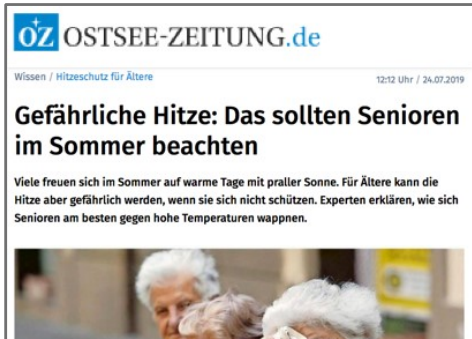 OZ OSTSEE-ZEITUNG.de
Wissen / Hitzeschutz für Ältere
12:12 Uhr / 24.07.2019
Gefährliche Hitze: Das sollten Senioren
im Sommer beachten
Viele freuen sich im Sommer auf warme Tage mit praller Sonne. Für Ältere kann die
Hitze aber gefährlich werden, wenn sie sich nicht schützen. Experten erklären, wie sich
Senioren am besten gegen hohe Temperaturen wappnen.